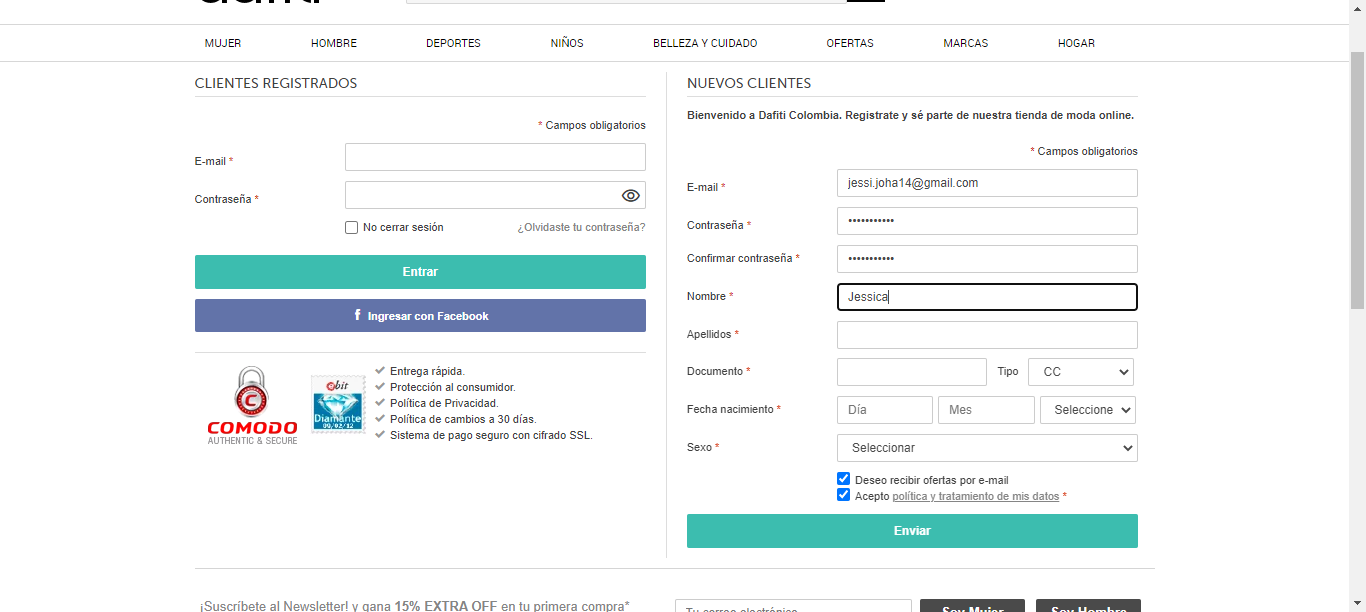 MUJER HOMBRE DEPORTES NIÑOS BELLEZA Y CUIDADO OFERTAS MARCAS HOGAR
CLIENTES REGISTRADOS
* Campos obligatorios
E-mail *
Contraseña *
No cerrar sesión ¿Olvidaste tu contraseña?
Entrar
f Ingresar con Facebook
C
COMODO
AUTHENTIC & SECURE
ebit
Diamante
09/02/12
Entrega rápida.
Protección al consumidor.
Política de Privacidad.
Política de cambios a 30 días.
Sistema de pago seguro con cifrado SSL.
NUEVOS CLIENTES
Bienvenido a Dafiti Colombia. Registrate y sé parte de nuestra tienda de moda online.
* Campos obligatorios
E-mail * jessi.joha14@gmail.com
Contraseña * •••••••••••
Confirmar contraseña * •••••••••••
Nombre * Jessica
Apellidos *
Documento * Tipo CC
Fecha nacimiento * Día Mes Seleccione
Sexo * Seleccionar
Deseo recibir ofertas por e-mail
Acepto política y tratamiento de mis datos *
Enviar
¡Suscríbete al Newsletter! y gana 15% EXTRA OFF en tu primera compra* Tu correo electrónico Soy Mujer Soy Hombre